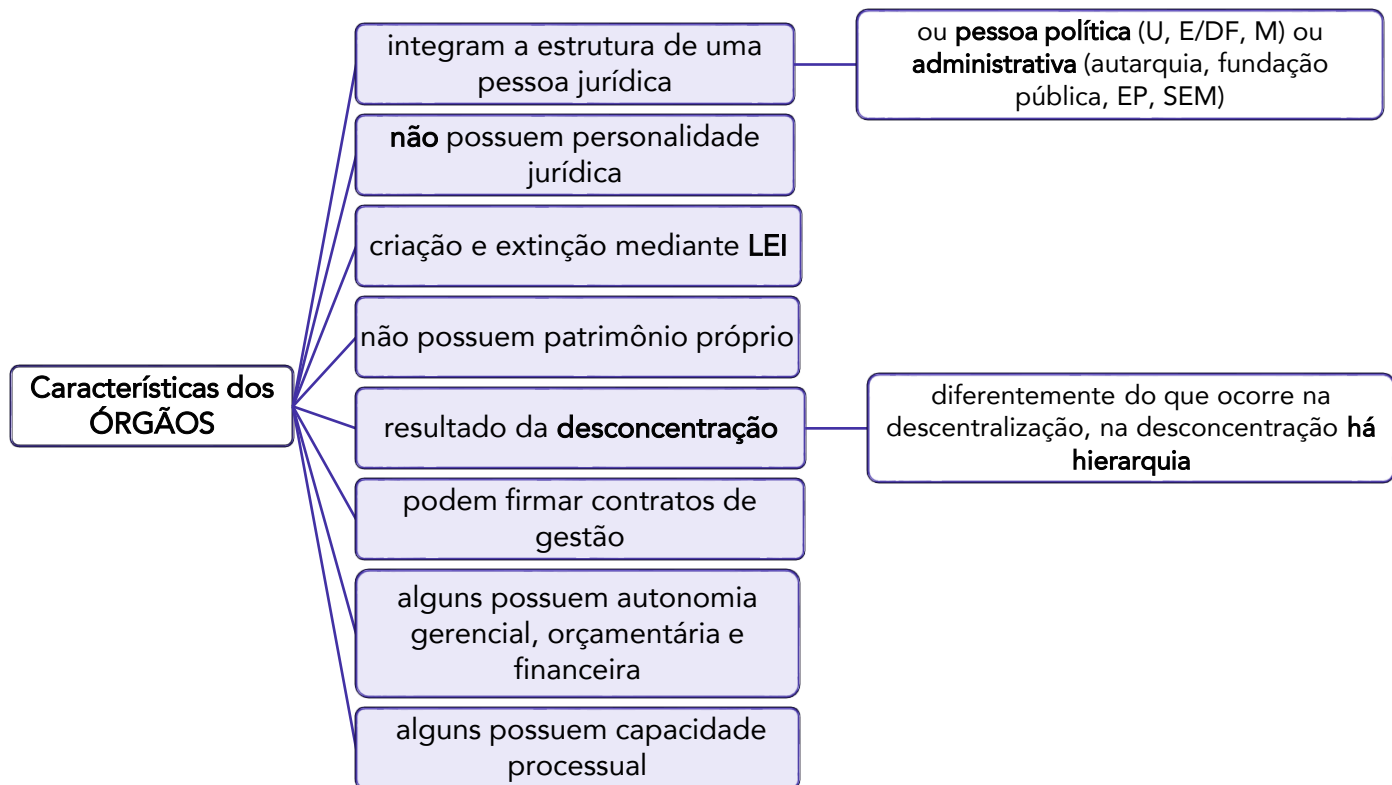 integram a estrutura de uma
pessoa jurídica
ou pessoa política (U, E/DF, M) ou
administrativa (autarquia, fundação
pública, EP, SEM)
não possuem personalidade
jurídica
criação e extinção mediante LEI
não possuem patrimônio próprio
Características dos
ÓRGÃOS
resultado da desconcentração
diferentemente do que ocorre na
descentralização, na desconcentração há
hierarquia
podem firmar contratos de
gestão
alguns possuem autonomia
gerencial, orçamentária e
financeira
alguns possuem capacidade
processual